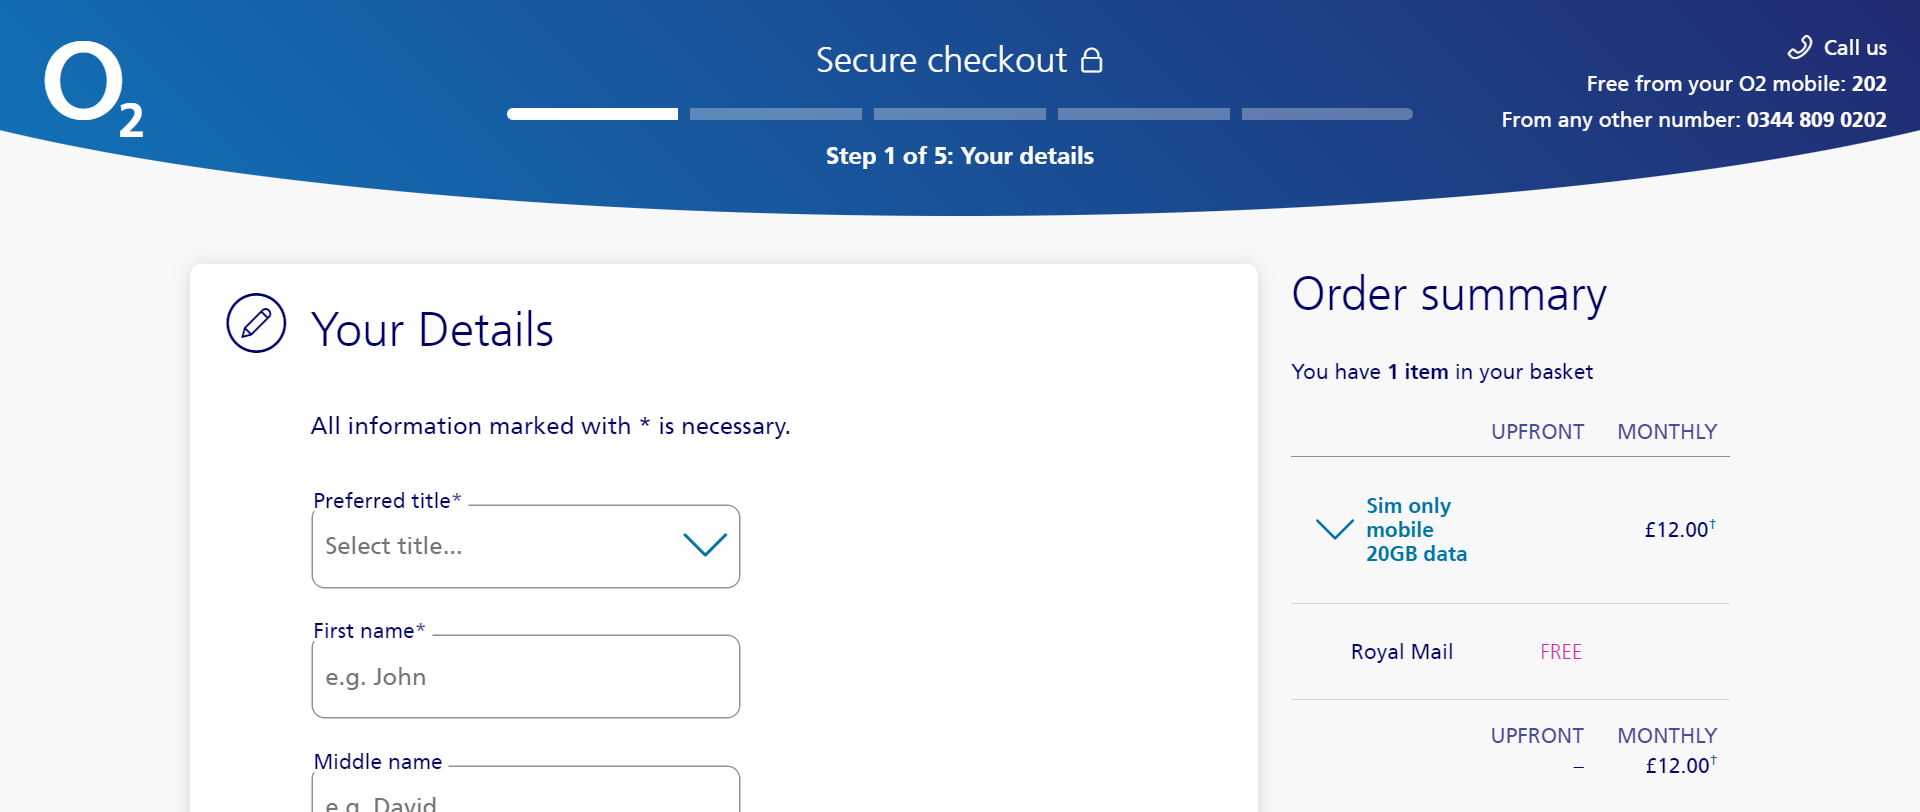 O2
Secure checkout
Step 1 of 5: Your details
Call us
Free from your O2 mobile: 202
From any other number: 0344 809 0202
Your Details
All information marked with * is necessary.
Preferred title*
Select title...
First name*
e.g. John
Middle name
e.g. David
Order summary
You have 1 item in your basket
UPFRONT MONTHLY
Sim only
mobile
20GB data
£12.00†
Royal Mail FREE
UPFRONT MONTHLY
– £12.00†